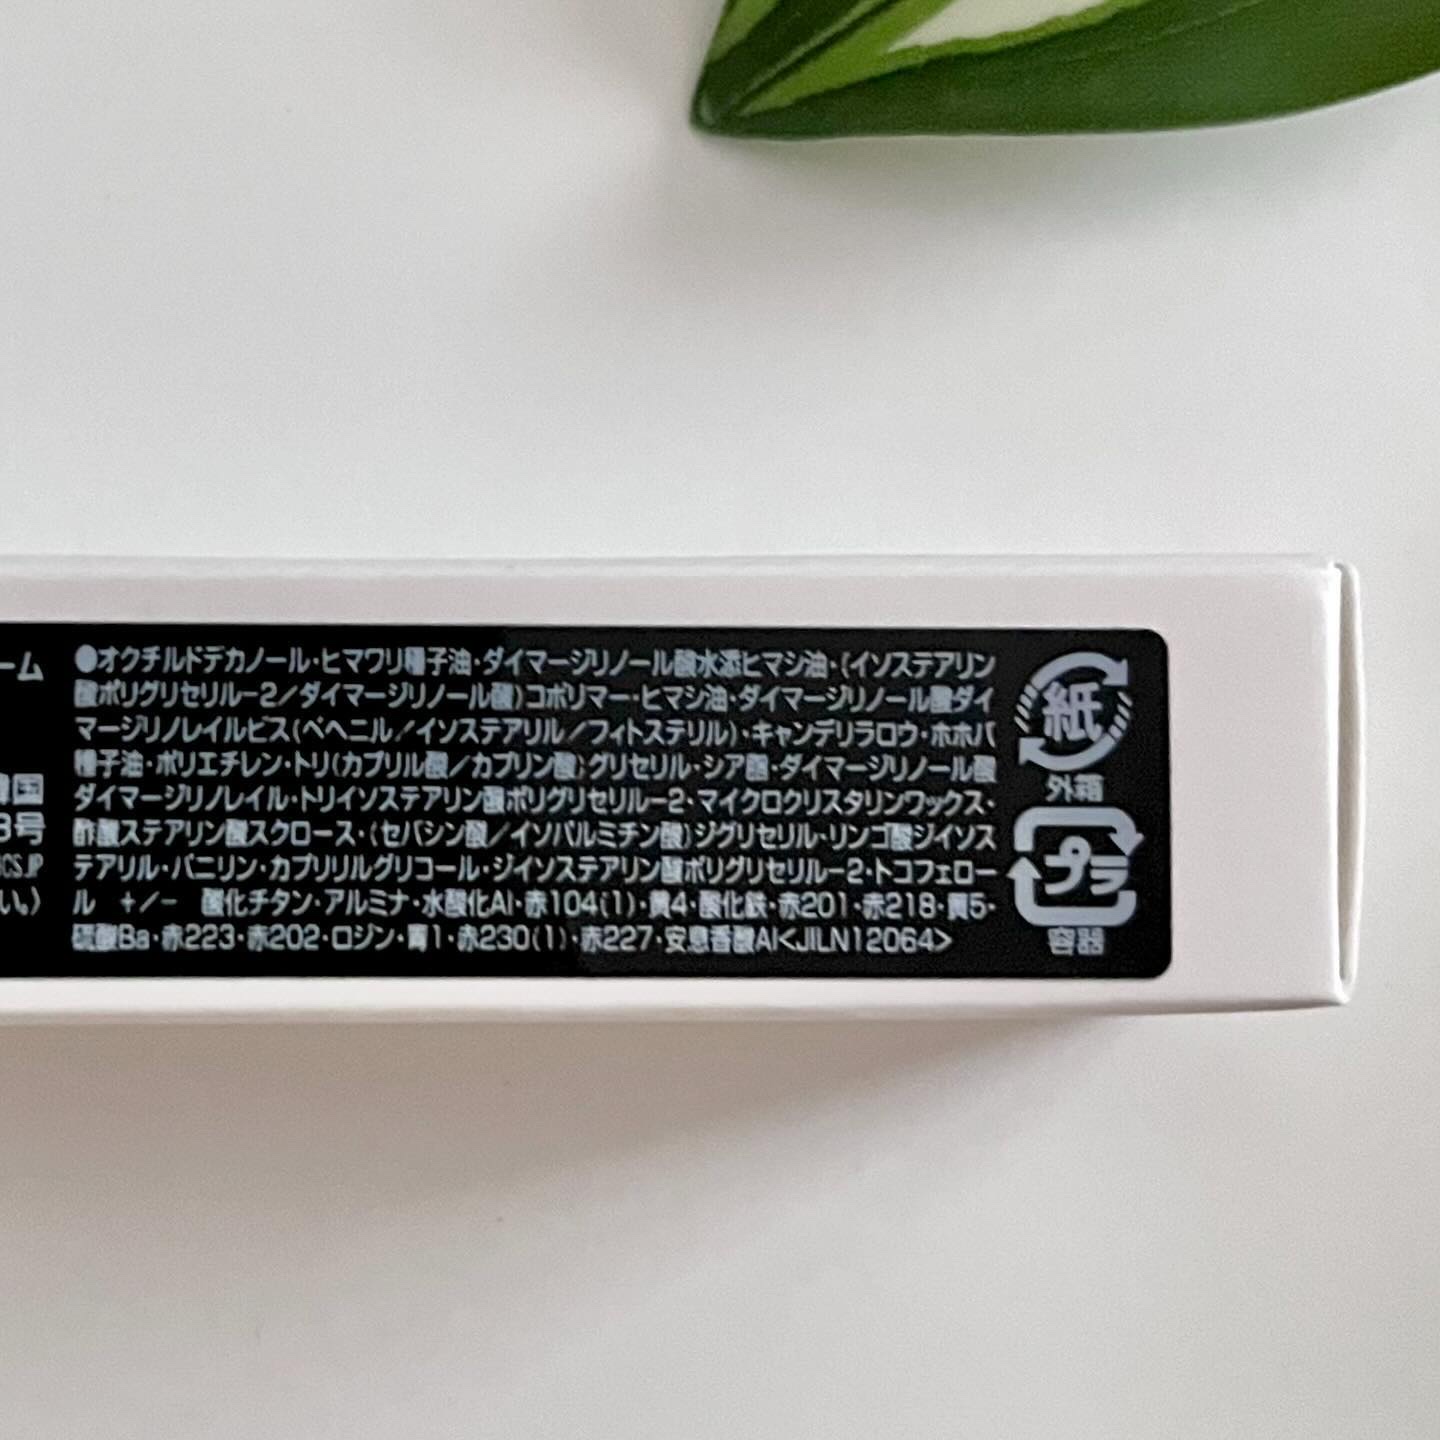 ーム
韓国
3号
CS.JP
い。)
●オクチルドデカノール・ヒマワリ種子油・ダイマージリノール酸水添ヒマシ油・(イソステアリン
酸ポリグリセリル-2/ダイマージリノール酸)コポリマー・ヒマシ油・ダイマージリノール酸ダイ
マージリノレイルビス(ベヘニル/イソステアリル/フィトステリル)・キャンデリラロウ・ホホバ
種子油・ポリエチレン・トリ(カプリル酸/カプリン酸)グリセリル・シア脂・ダイマージリノール酸
ダイマージリノレイル・トリイソステアリン酸ポリグリセリル-2・マイクロクリスタリンワックス・
酢酸ステアリン酸スクロース・(セバシン酸/イソパルミチン酸)ジグリセリル・リンゴ酸ジイソス
テアリル・バニリン・カプリリルグリコール・ジイソステアリン酸ポリグリセリル-2・トコフェロー
ル +/- 酸化チタン・アルミナ・水酸化Al・赤104(1)・黄4・酸化鉄・赤201・赤218・黄5・
硫酸Ba・赤223・赤202・ロジン・青1・赤230(1)・赤227・安息香酸Al<JILN12064>
紙
外箱
プラ
容器